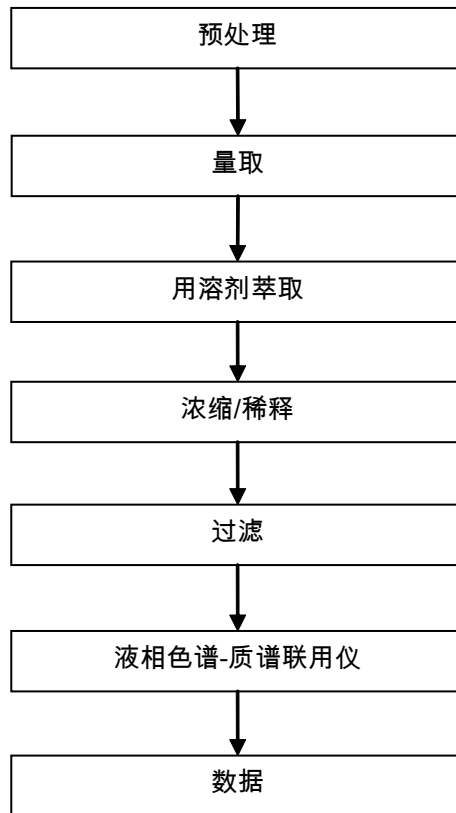 预处理
量取
用溶剂萃取
浓缩/稀释
过滤
液相色谱-质谱联用仪
数据